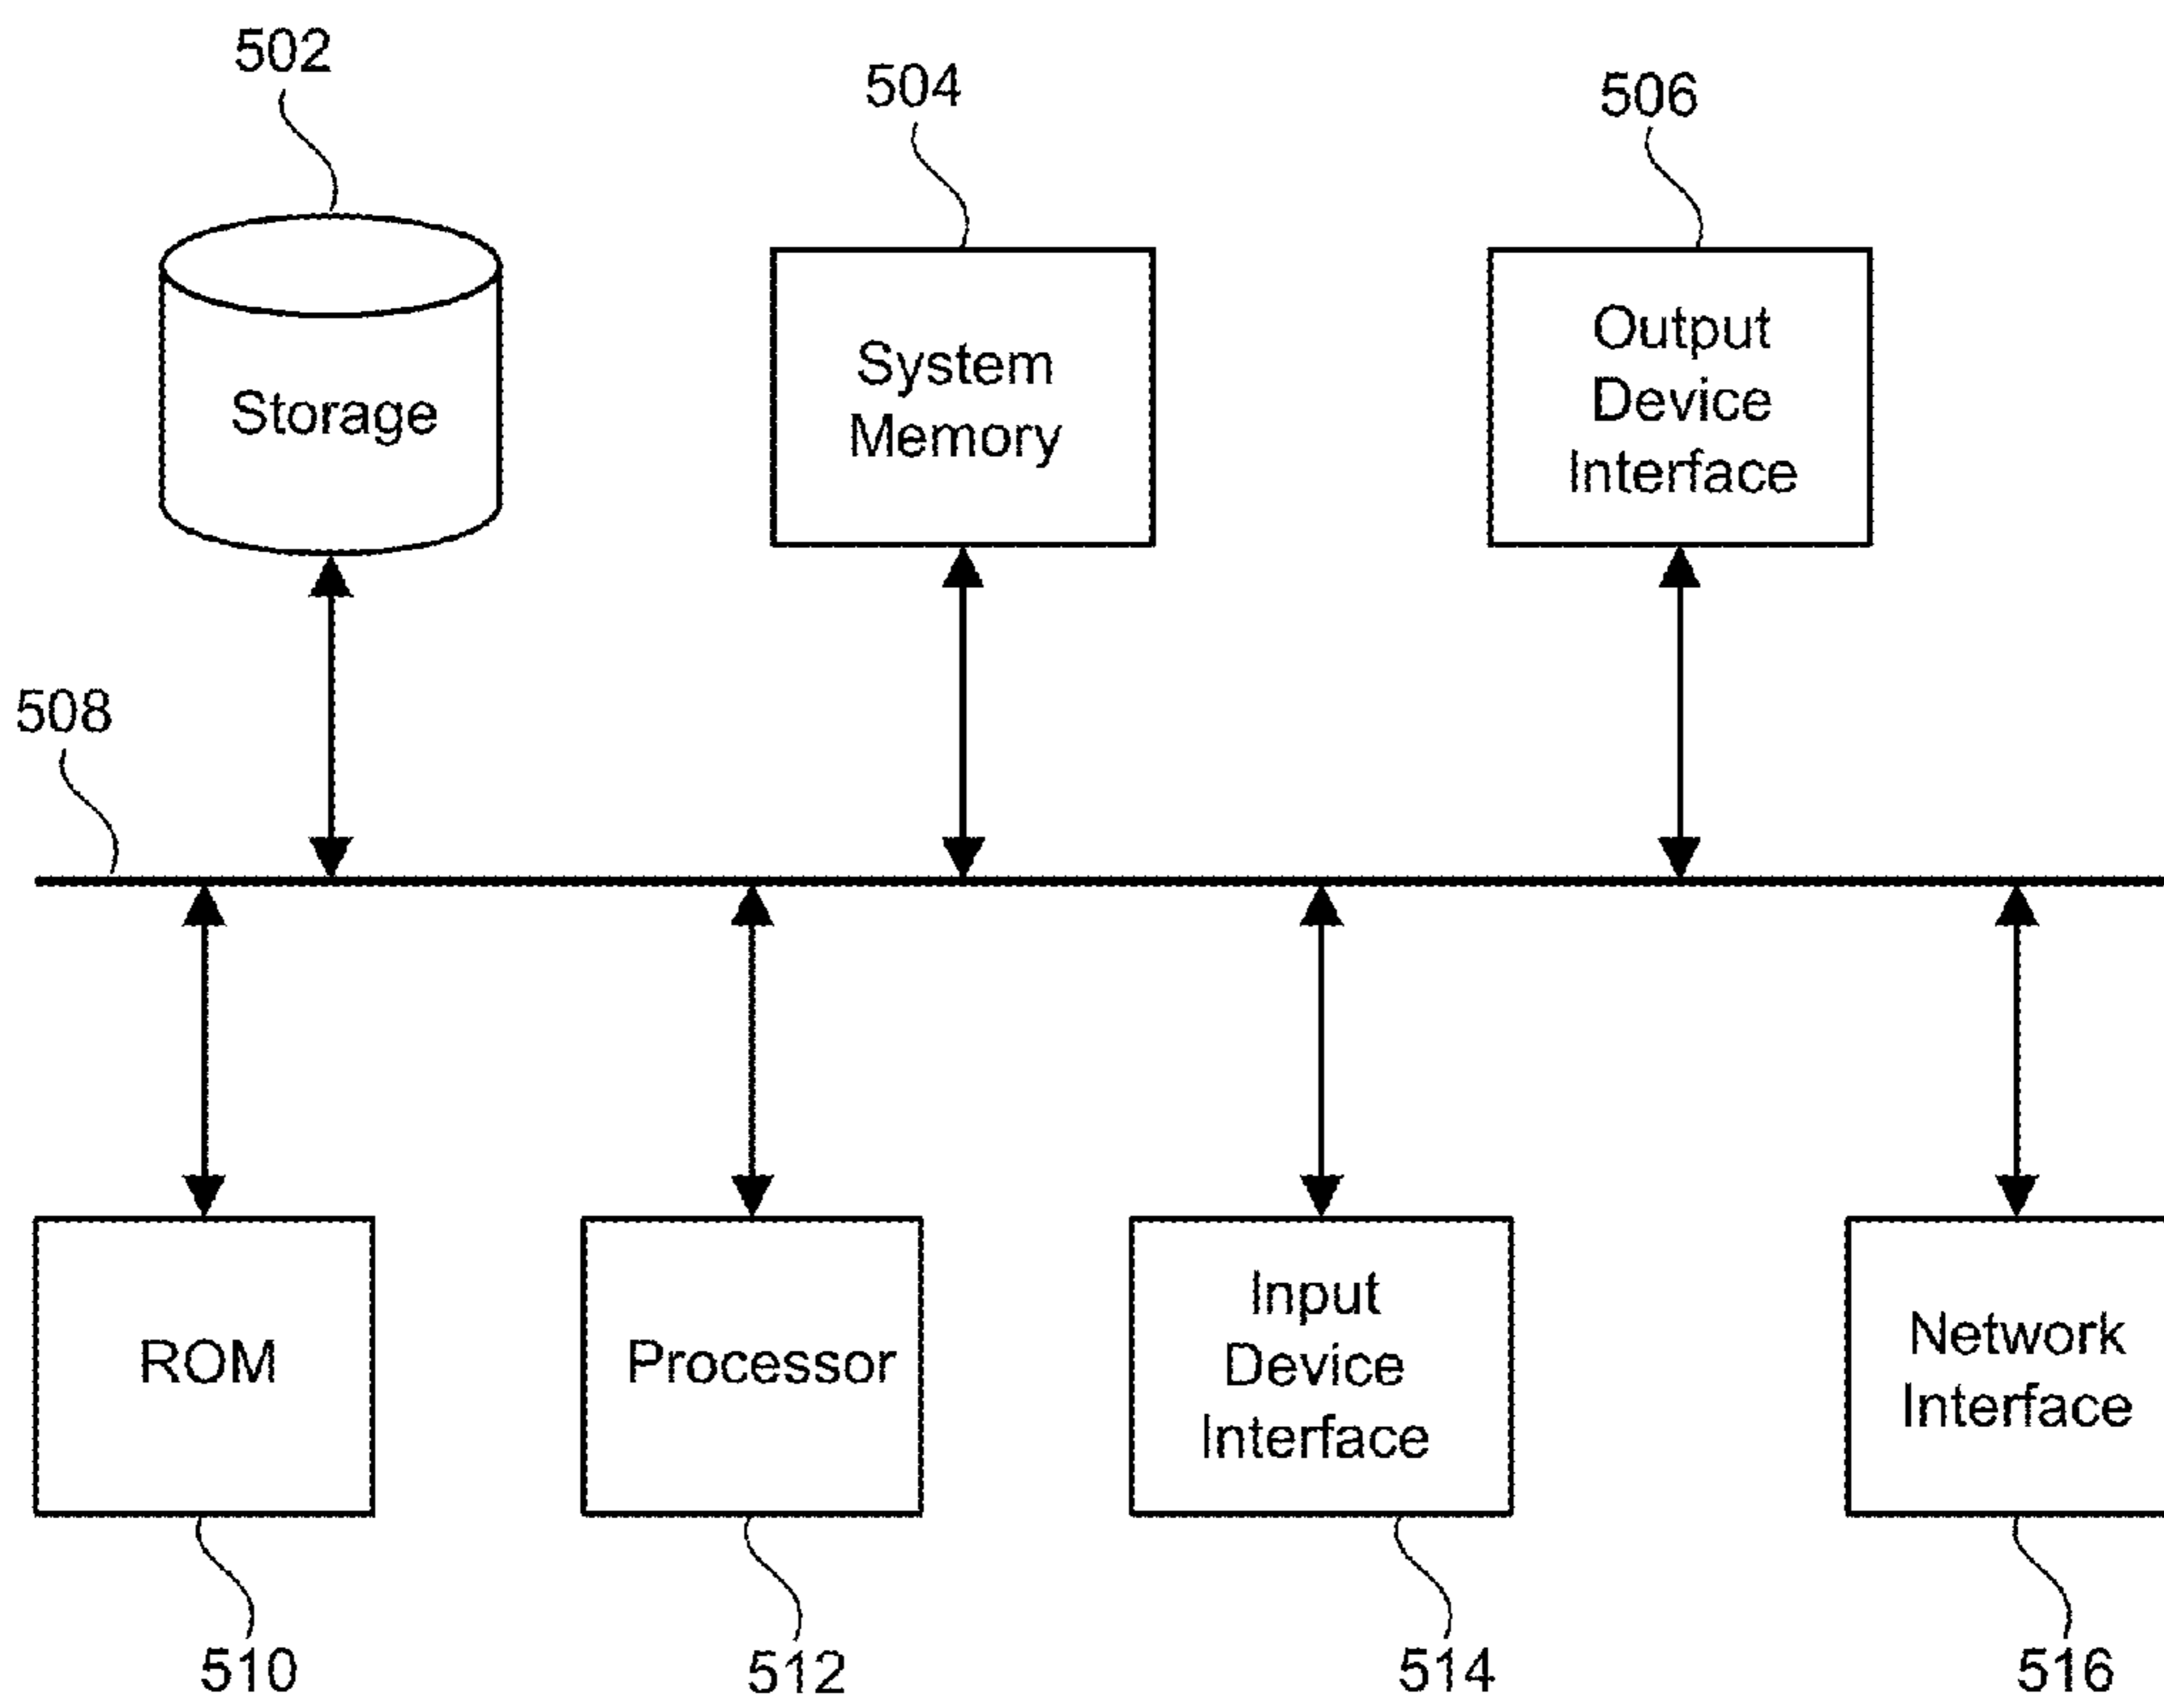 502
504
506
Storage
System
Memory
Output
Device
Interface
508
ROM
Processor
Input
Device
Interface
Network
Interface
510
512
514
516